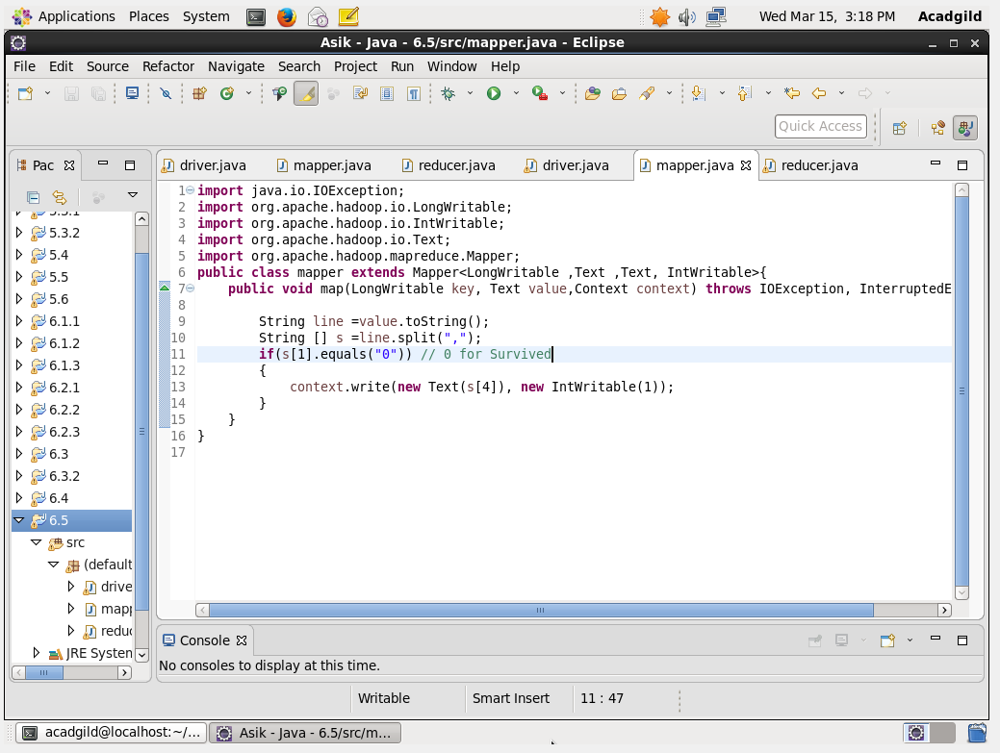 Applications Places System Wed Mar 15, 3:18 PM Acadgild
Asik - Java - 6.5/src/mapper.java - Eclipse
File Edit Source Refactor Navigate Search Project Run Window Help
Quick Access
Pac
driver.java mapper.java reducer.java driver.java mapper.java reducer.java
5.3.1
5.3.2
5.4
5.5
5.6
6.1.1
6.1.2
6.1.3
6.2.1
6.2.2
6.2.3
6.3
6.3.2
6.4
6.5
src
(default
drive
mapp
reduc
JRE System
1 import java.io.IOException;
2 import org.apache.hadoop.io.LongWritable;
3 import org.apache.hadoop.io.IntWritable;
4 import org.apache.hadoop.io.Text;
5 import org.apache.hadoop.mapreduce.Mapper;
6 public class mapper extends Mapper<LongWritable ,Text ,Text, IntWritable>{
7 public void map(LongWritable key, Text value,Context context) throws IOException, InterruptedE
8
9 String line =value.toString();
10 String [] s =line.split(",");
11 if(s[1].equals("0")) // 0 for Survived
12 {
13 context.write(new Text(s[4]), new IntWritable(1));
14 }
15 }
16 }
17
Console
No consoles to display at this time.
Writable Smart Insert 11 : 47
acadgild@localhost:~/... Asik - Java - 6.5/src/m...